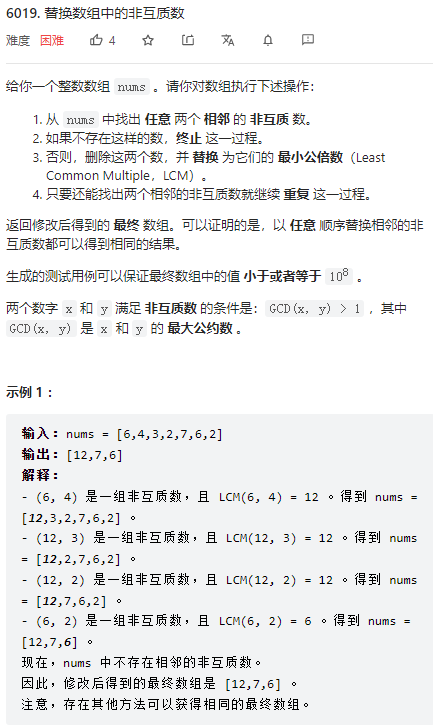 6019. 替换数组中的非互质数
难度 困难 4
给你一个整数数组 nums 。请你对数组执行下述操作：
1. 从 nums 中找出 任意 两个 相邻 的 非互质 数。
2. 如果不存在这样的数，终止 这一过程。
3. 否则，删除这两个数，并 替换 为它们的 最小公倍数（Least
Common Multiple，LCM）。
4. 只要还能找出两个相邻的非互质数就继续 重复 这一过程。
返回修改后得到的 最终 数组。可以证明的是，以 任意 顺序替换相邻的非互
质数都可以得到相同的结果。
生成的测试用例可以保证最终数组中的值 小于或者等于 10⁸ 。
两个数字 x 和 y 满足 非互质数 的条件是：GCD(x, y) > 1 ，其中
GCD(x, y) 是 x 和 y 的 最大公约数 。
示例 1：
输入：nums = [6,4,3,2,7,6,2]
输出：[12,7,6]
解释：
- (6, 4) 是一组非互质数，且 LCM(6, 4) = 12 。得到 nums =
[12,3,2,7,6,2] 。
- (12, 3) 是一组非互质数，且 LCM(12, 3) = 12 。得到 nums
= [12,2,7,6,2] 。
- (12, 2) 是一组非互质数，且 LCM(12, 2) = 12 。得到 nums
= [12,7,6,2] 。
- (6, 2) 是一组非互质数，且 LCM(6, 2) = 6 。得到 nums =
[12,7,6] 。
现在，nums 中不存在相邻的非互质数。
因此，修改后得到的最终数组是 [12,7,6] 。
注意，存在其他方法可以获得相同的最终数组。